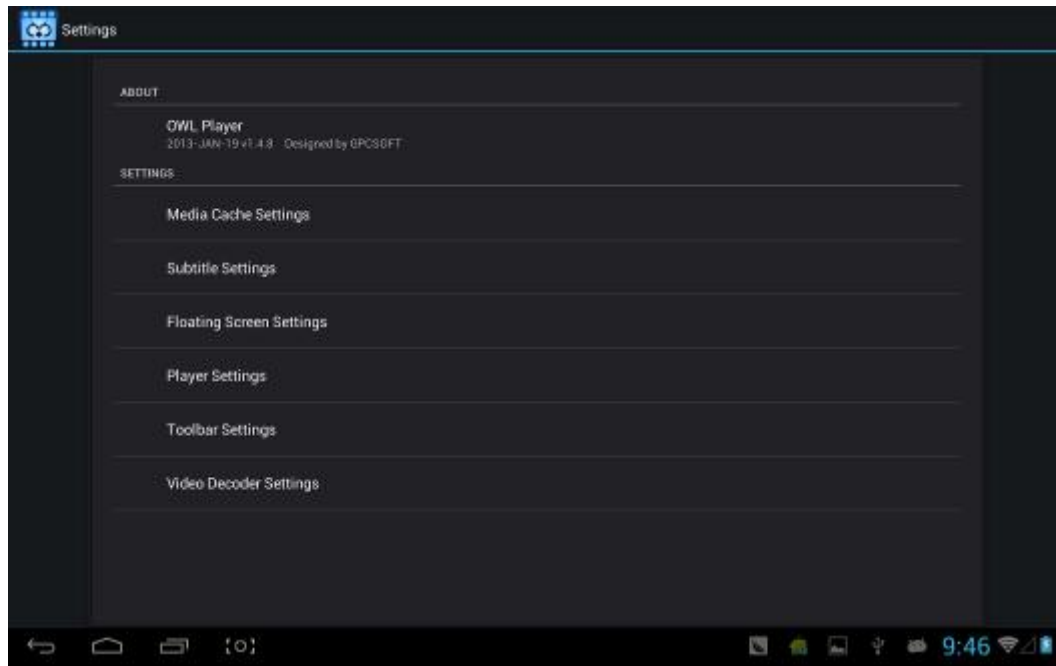 Settings
ABOUT
OWL Player
2013-JAN-19 v1.4.8 Designed by GPCSOFT
SETTINGS
Media Cache Settings
Subtitle Settings
Floating Screen Settings
Player Settings
Toolbar Settings
Video Decoder Settings
9:46